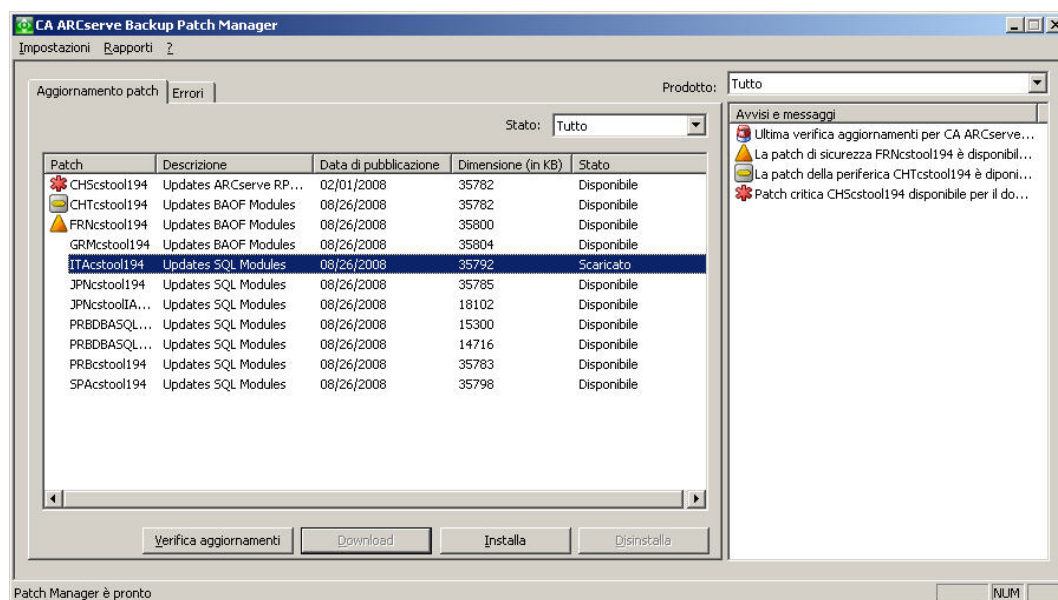 CA ARCserve Backup Patch Manager
Impostazioni Rapporti ?
Aggiornamento patch Errori
Prodotto: Tutto
Stato: Tutto
Patch Descrizione Data di pubblicazione Dimensione (in KB) Stato
CHScstool194 Updates ARCserve RP... 02/01/2008 35782 Disponibile
CHTcstool194 Updates BAOF Modules 08/26/2008 35782 Disponibile
FRNcstool194 Updates BAOF Modules 08/26/2008 35800 Disponibile
GRMcstool194 Updates BAOF Modules 08/26/2008 35804 Disponibile
ITAcstool194 Updates SQL Modules 08/26/2008 35792 Scaricato
JPNcstool194 Updates SQL Modules 08/26/2008 35785 Disponibile
JPNcstoolIA... Updates SQL Modules 08/26/2008 18102 Disponibile
PRBDBASQL... Updates SQL Modules 08/26/2008 15300 Disponibile
PRBDBASQL... Updates SQL Modules 08/26/2008 14716 Disponibile
PRBcstool194 Updates SQL Modules 08/26/2008 35783 Disponibile
SPAcstool194 Updates SQL Modules 08/26/2008 35798 Disponibile
Verifica aggiornamenti Download Installa Disinstalla
Avvisi e messaggi
Ultima verifica aggiornamenti per CA ARCserve...
La patch di sicurezza FRNcstool194 è disponibil...
La patch della periferica CHTcstool194 è diponi...
Patch critica CHScstool194 disponibile per il do...
Patch Manager è pronto
NUM